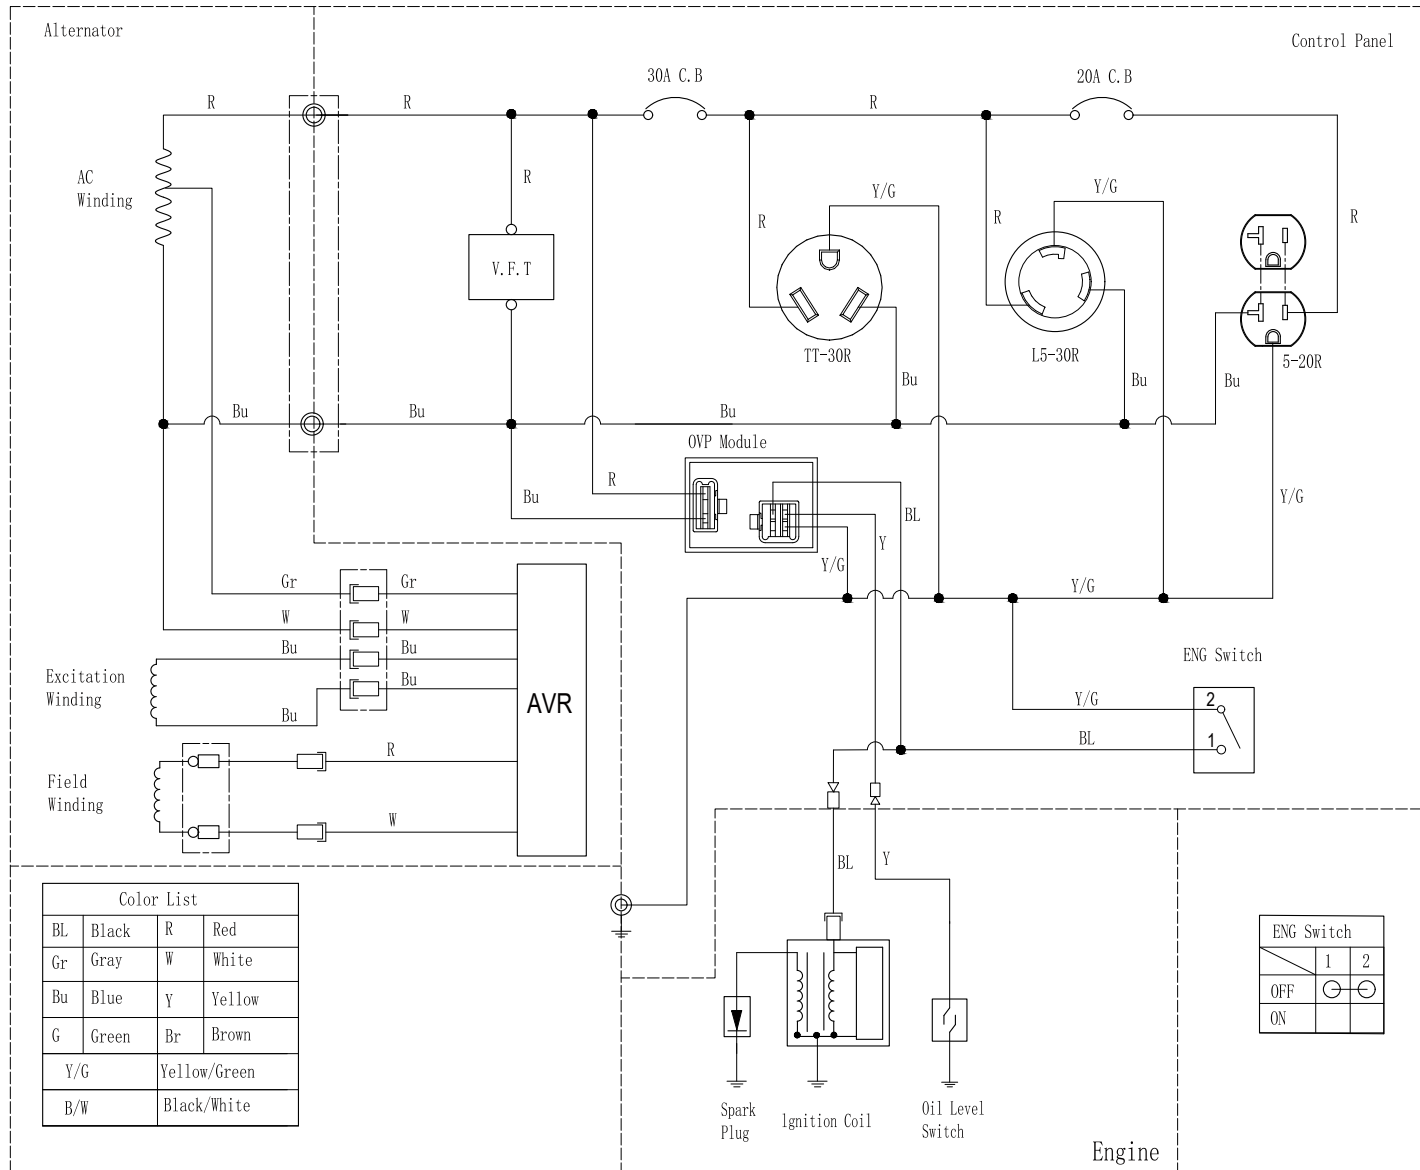 Alternator
Control Panel
30A C.B
20A C.B
R
R
R
AC
Winding
R
Y/G
Y/G
R
R
R
V.F.T
TT-30R
L5-30R
5-20R
Bu
Bu
Bu
Bu
Bu
Bu
OVP Module
R
Bu
BL
Y
Y/G
Y/G
Y/G
Gr
Gr
W
W
Bu
Bu
Bu
Bu
Excitation
Winding
AVR
ENG Switch
2
1
Y/G
BL
R
W
Field
Winding
BL
Y
Color List
BL Black R Red
Gr Gray W White
Bu Blue Y Yellow
G Green Br Brown
Y/G Yellow/Green
B/W Black/White
ENG Switch
1 2
OFF
ON
Spark
Plug
lgnition Coil
Oil Level
Switch
Engine